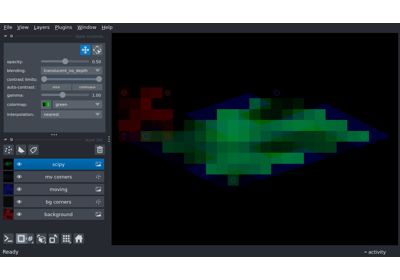 File View Layers Plugins Window Help
opacity: 0.50
blending: translucent_no_depth
contrast limits:
auto-contrast: once continuous
gamma: 1.00
colormap: green
interpolation: nearest
scipy
mv corners
moving
bg corners
background
Ready
activity